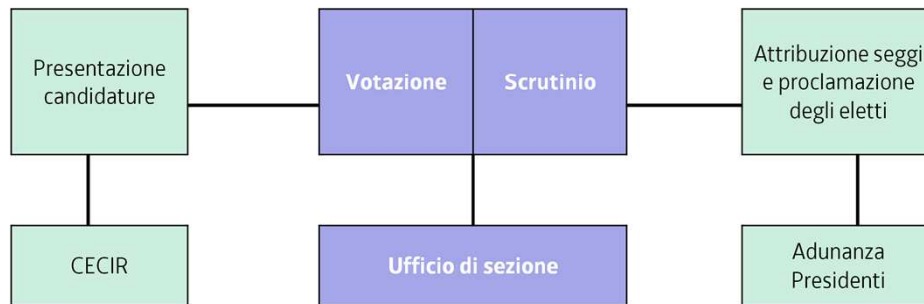 Presentazione
candidature
Votazione
Scrutinio
Attribuzione seggi
e proclamazione
degli eletti
CECIR
Ufficio di sezione
Adunanza
Presidenti